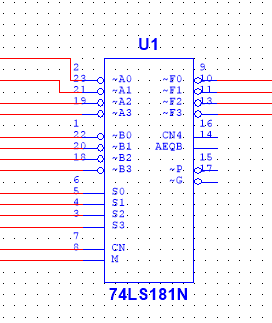 U1
2 9
23 ~A0 ~F0 10
21 ~A1 ~F1 11
19 ~A2 ~F2 13
~A3 ~F3
1 16
22 ~B0 CN4 14
20 ~B1 AEQB
18 ~B2 15
~B3 ~P 17
6 ~G
5 S0
4 S1
3 S2
S3
7
8 CN
M
74LS181N